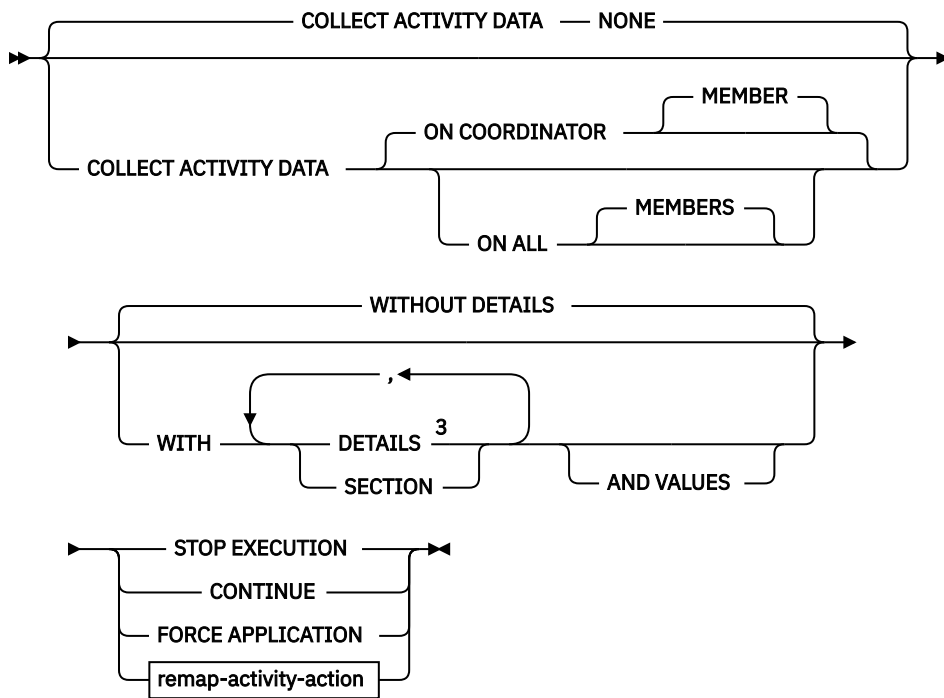 COLLECT ACTIVITY DATA NONE
MEMBER
ON COORDINATOR
COLLECT ACTIVITY DATA
MEMBERS
ON ALL
WITHOUT DETAILS
,
WITH DETAILS 3
SECTION
AND VALUES
STOP EXECUTION
CONTINUE
FORCE APPLICATION
remap-activity-action